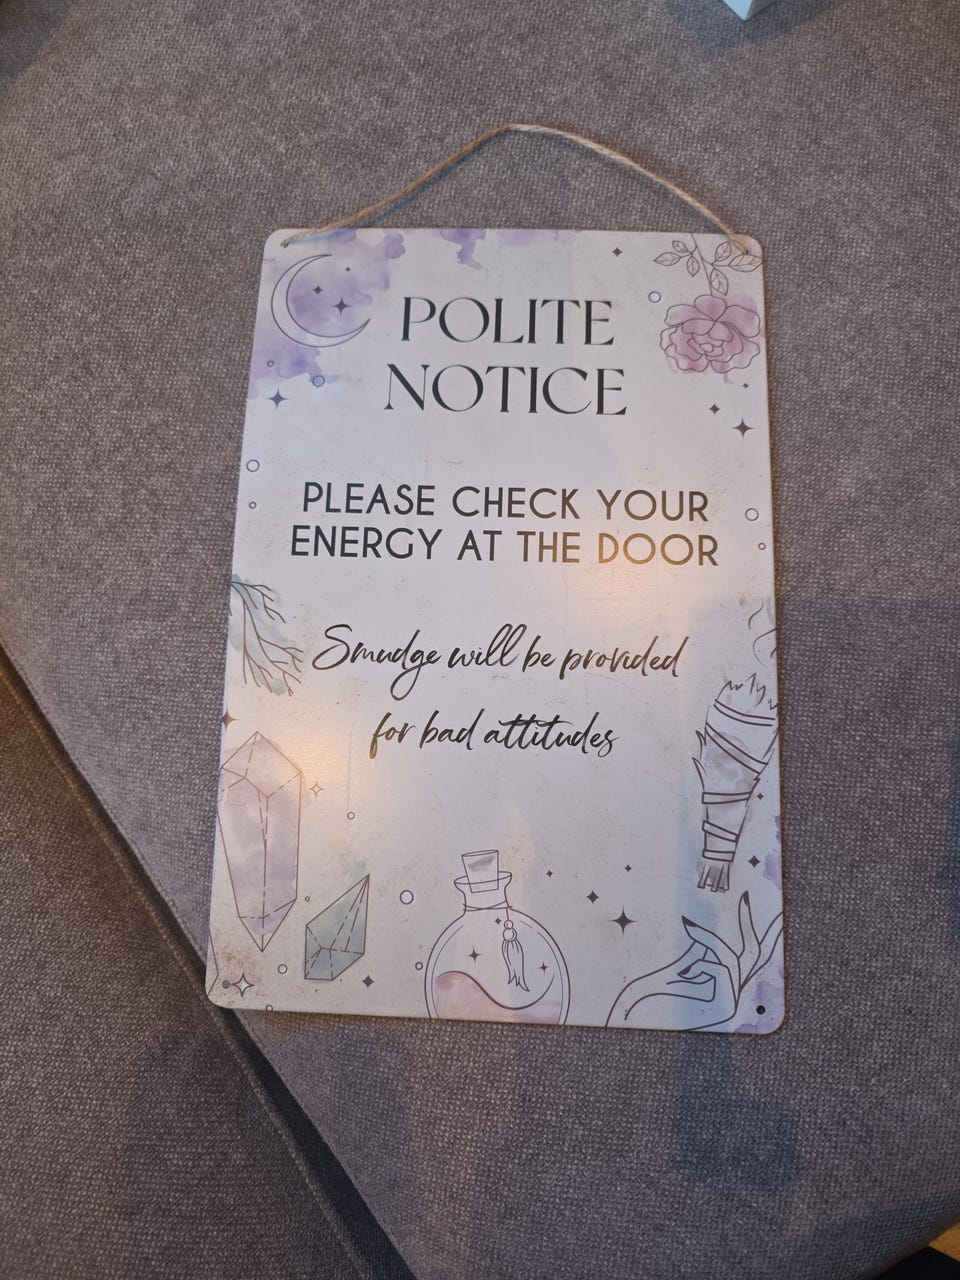 POLITE
NOTICE
PLEASE CHECK YOUR
ENERGY AT THE DOOR
Smudge will be provided
for bad attitudes